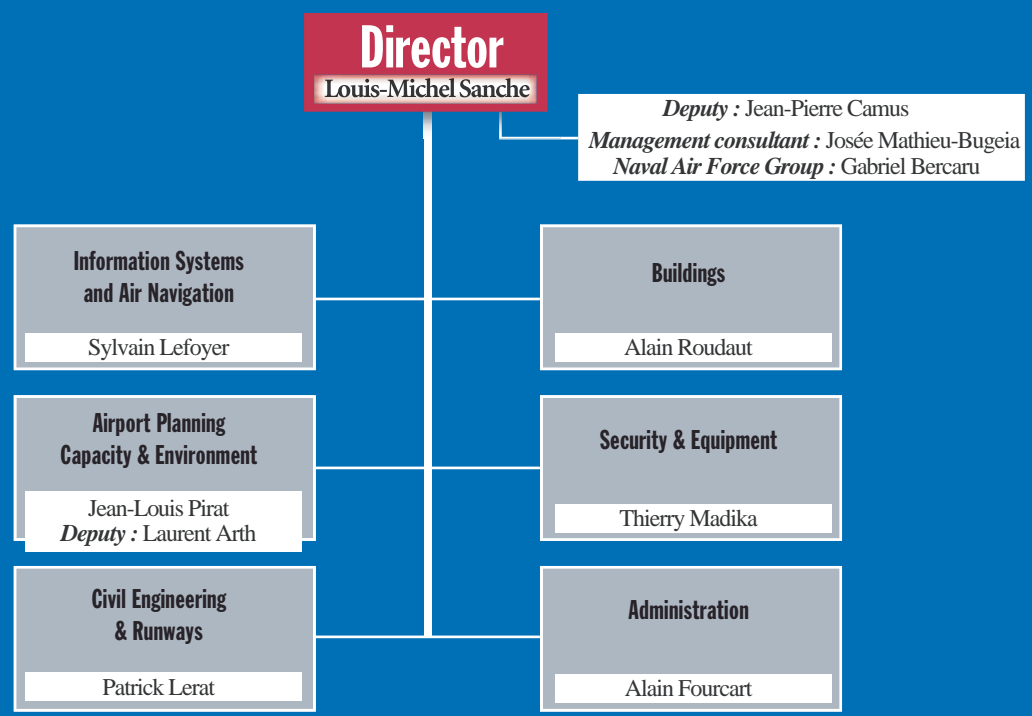 Director
Louis-Michel Sanche
Deputy : Jean-Pierre Camus
Management consultant : Josée Mathieu-Bugeia
Naval Air Force Group : Gabriel Bercaru
Information Systems
and Air Navigation
Sylvain Lefoyer
Buildings
Alain Roudaut
Airport Planning
Capacity & Environment
Jean-Louis Pirat
Deputy : Laurent Arth
Security & Equipment
Thierry Madika
Civil Engineering
& Runways
Patrick Lerat
Administration
Alain Fourcart